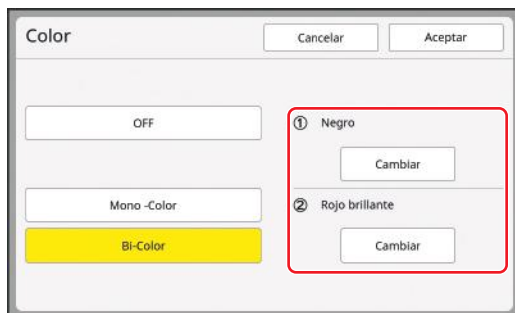 Color
Cancelar
Aceptar
OFF
Mono -Color
Bi-Color
① Negro
Cambiar
② Rojo brillante
Cambiar